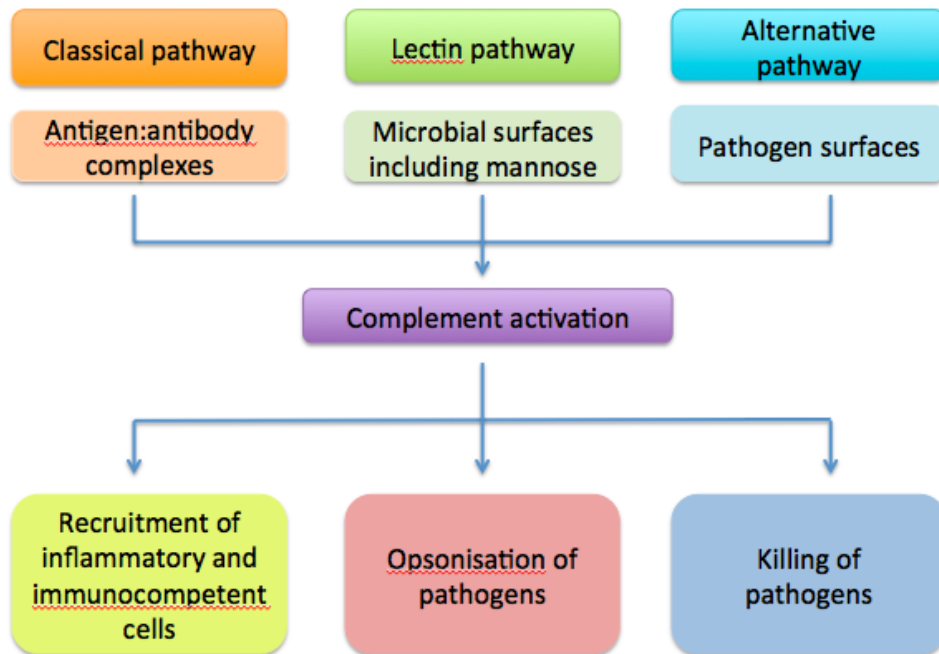 Classical pathway
Lectin pathway
Alternative
pathway
Antigen:antibody
complexes
Microbial surfaces
including mannose
Pathogen surfaces
Complement activation
Recruitment of
inflammatory and
immunocompetent
cells
Opsonisation of
pathogens
Killing of
pathogens